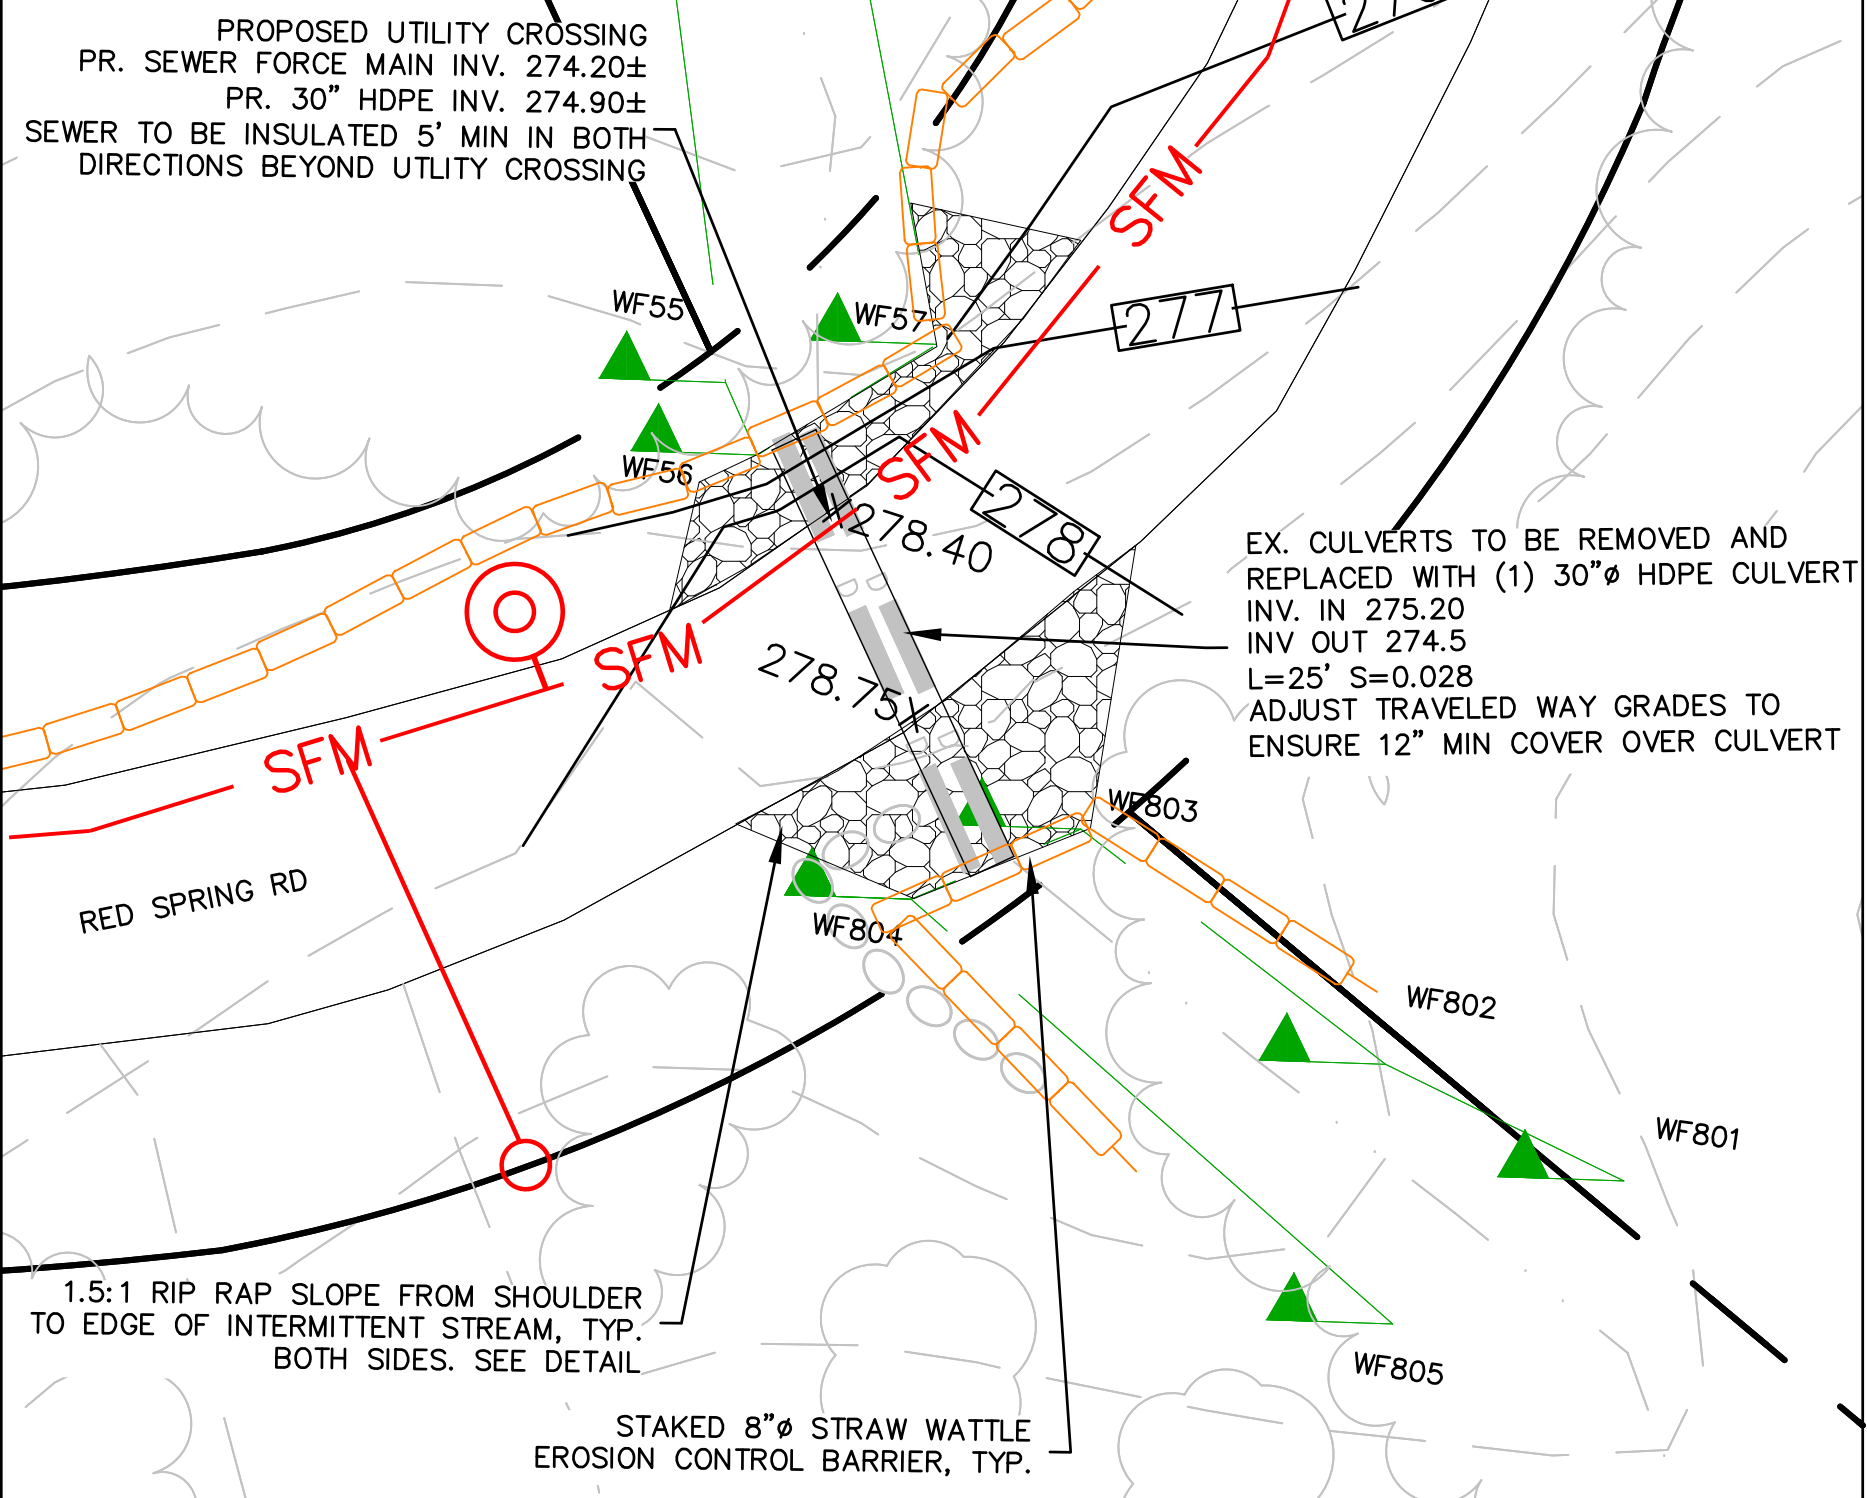 PROPOSED UTILITY CROSSING
PR. SEWER FORCE MAIN INV. 274.20±
PR. 30" HDPE INV. 274.90±
SEWER TO BE INSULATED 5' MIN IN BOTH
DIRECTIONS BEYOND UTLITY CROSSING
SFM
WF55
WF57
277
WF56
SFM
278.40
278
EX. CULVERTS TO BE REMOVED AND
REPLACED WITH (1) 30"ø HDPE CULVERT
INV. IN 275.20
INV OUT 274.5
L=25' S=0.028
ADJUST TRAVELED WAY GRADES TO
ENSURE 12" MIN COVER OVER CULVERT
SFM
278.75
SFM
WF803
RED SPRING RD
WF804
WF802
WF801
1.5:1 RIP RAP SLOPE FROM SHOULDER
TO EDGE OF INTERMITTENT STREAM, TYP.
BOTH SIDES. SEE DETAIL
WF805
STAKED 8"ø STRAW WATTLE
EROSION CONTROL BARRIER, TYP.